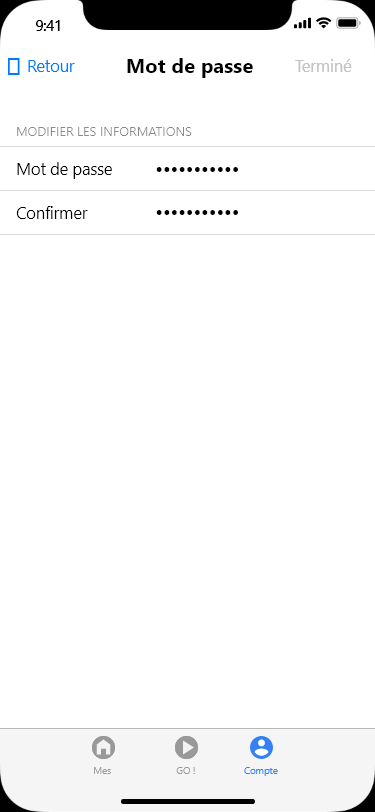 9:41
Retour Mot de passe Terminé
MODIFIER LES INFORMATIONS
Mot de passe •••••••••••
Confirmer •••••••••••
Mes GO ! Compte